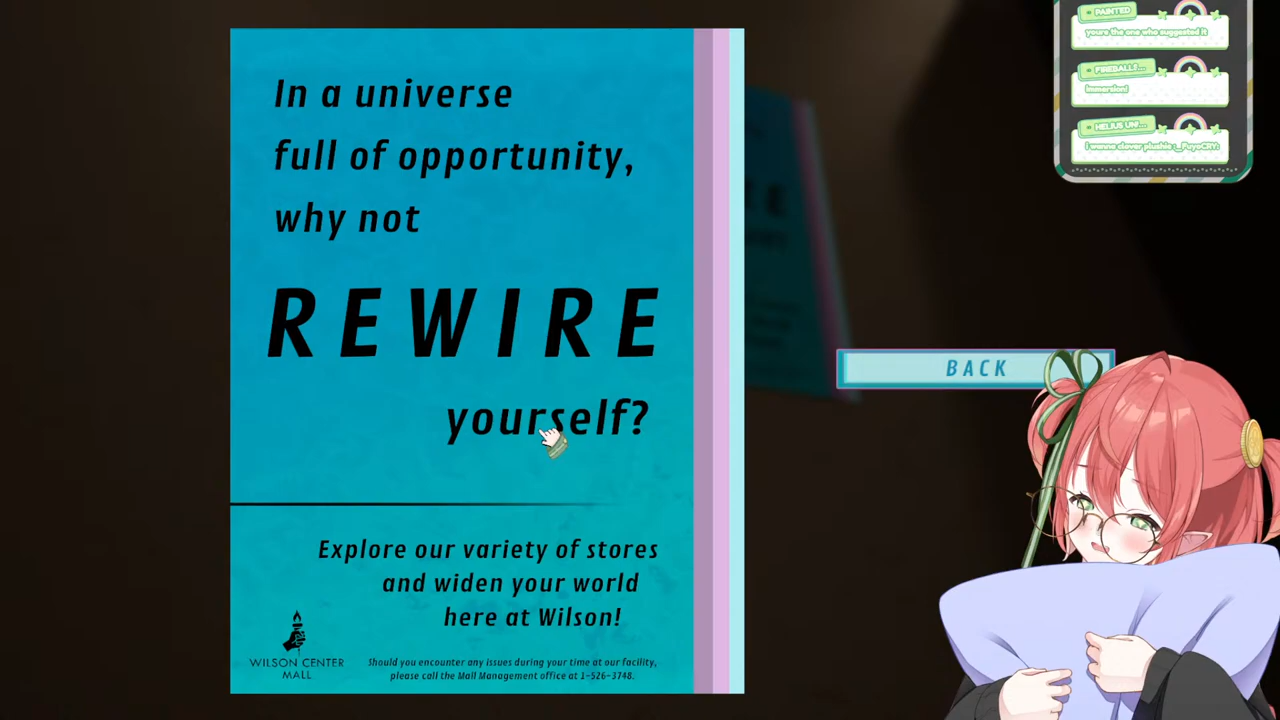 In a universe
full of opportunity,
why not
REWIRE
yourself?
Explore our variety of stores
and widen your world
here at Wilson!
WILSON CENTER
MALL
Should you encounter any issues during your time at our facility,
please call the Mall Management office at 1-526-3748.
BACK
PAINTED
youre the one who suggested it
Immersion!
HELIUS UNI...
i wanna clover plushie :_PuyoCRY: